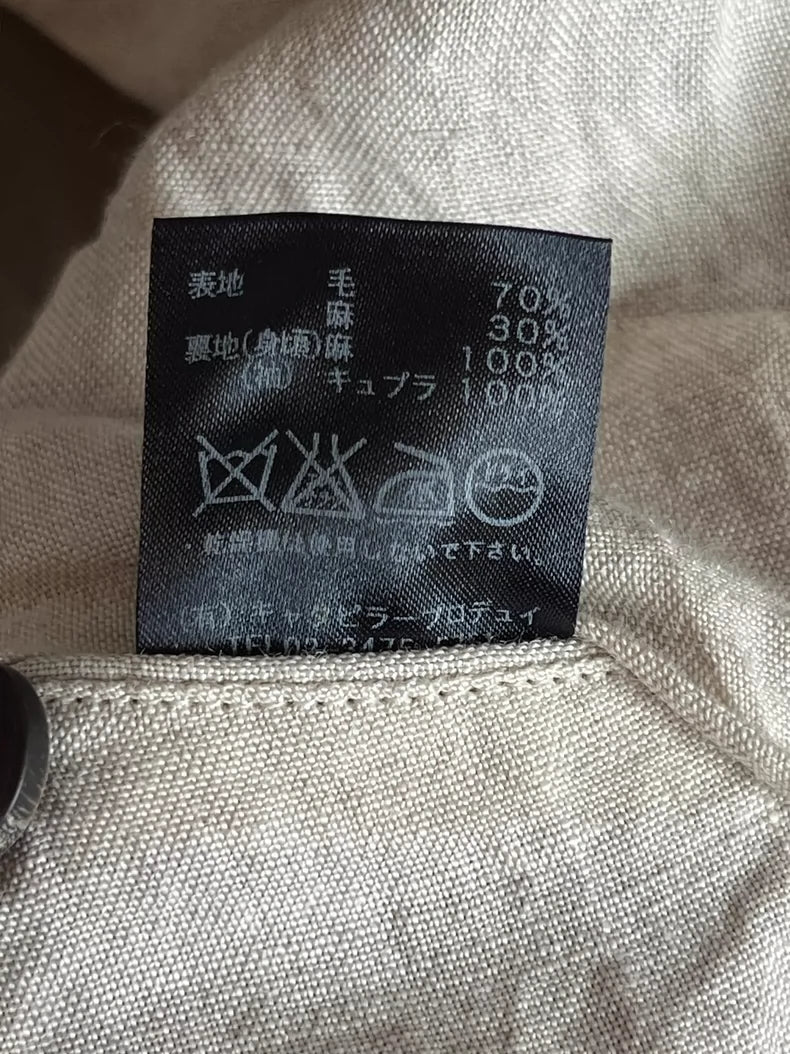 表地 毛 70%
麻 30%
裏地(身頃)麻 100%
(袖) キュプラ 100%
・乾燥機は使用しないで下さい。
(有)キャタピラープロデュイ
TEL03-3475-